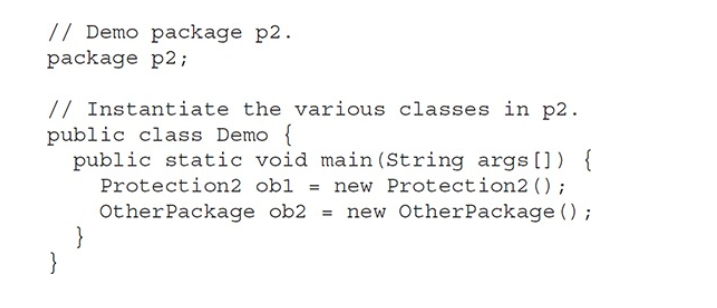 // Demo package p2.
package p2;
// Instantiate the various classes in p2.
public class Demo {
public static void main(String args[]) {
Protection2 ob1 = new Protection2();
OtherPackage ob2 = new OtherPackage();
}
}